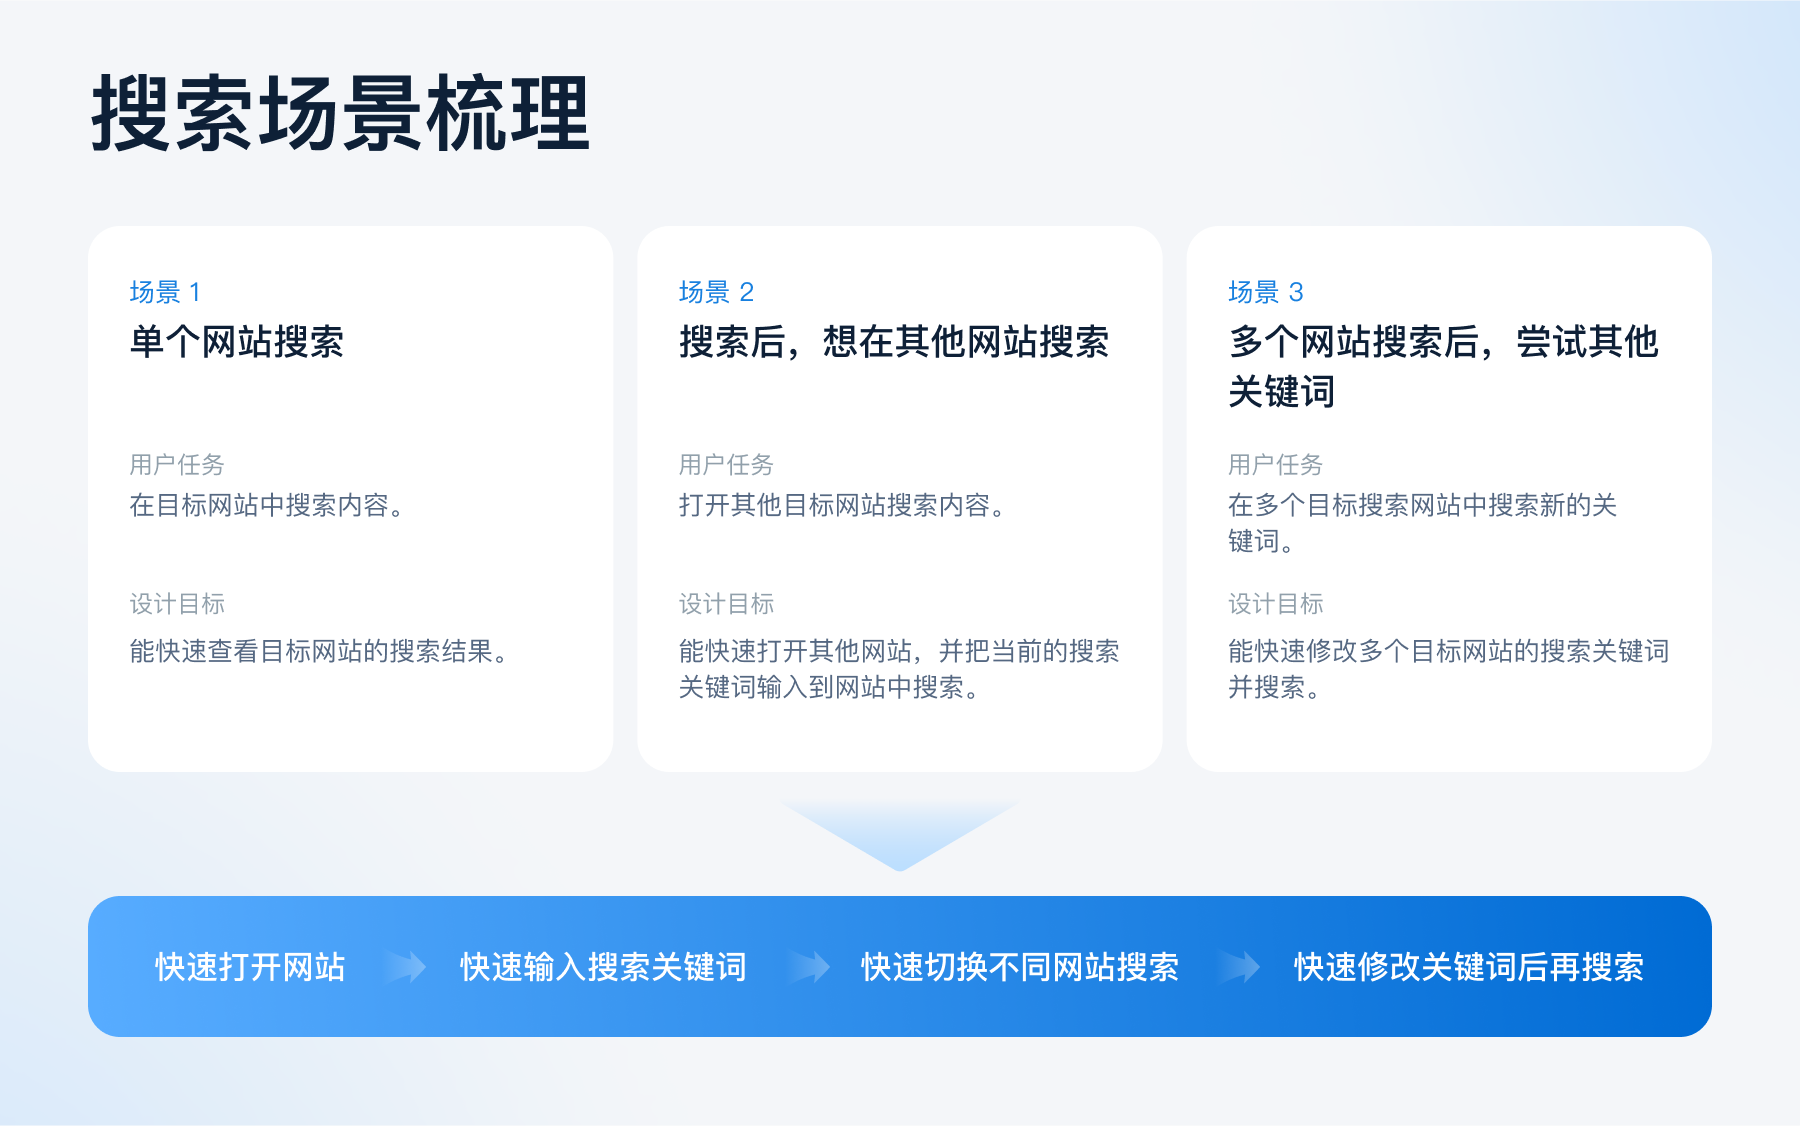 搜索场景梳理
场景 1
单个网站搜索
用户任务
在目标网站中搜索内容。
设计目标
能快速查看目标网站的搜索结果。
场景 2
搜索后，想在其他网站搜索
用户任务
打开其他目标网站搜索内容。
设计目标
能快速打开其他网站，并把当前的搜索
关键词输入到网站中搜索。
场景 3
多个网站搜索后，尝试其他
关键词
用户任务
在多个目标搜索网站中搜索新的关
键词。
设计目标
能快速修改多个目标网站的搜索关键词
并搜索。
快速打开网站
快速输入搜索关键词
快速切换不同网站搜索
快速修改关键词后再搜索